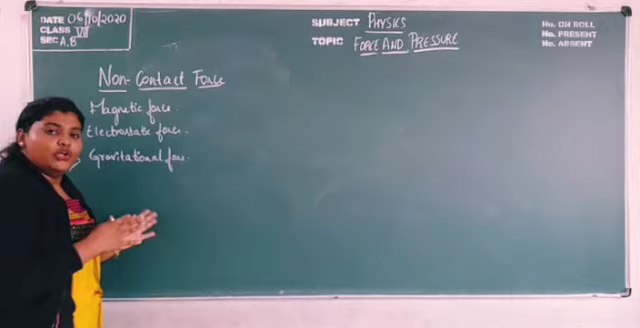 DATE 06/10/2020
CLASS VII
SEC A,B
SUBJECT PHYSICS
TOPIC FORCE AND PRESSURE
No. ON ROLL
No. PRESENT
No. ABSENT
Non-Contact Force
Magnetic force.
Electrostatic force.
Gravitational force.